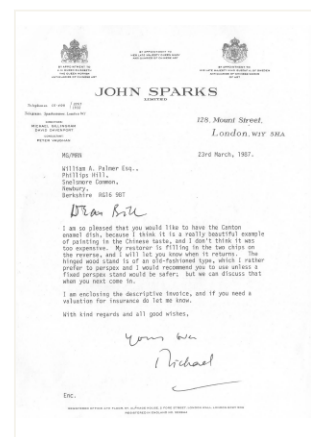 JOHN SPARKS
LIMITED
128, Mount Street,
London, W1Y 5HA
MG/MBN
23rd March, 1987.
William A. Palmer Esq.,
Phillips Hill,
Snelsmore Common,
Newbury,
Berkshire
Dear Bill
I am so pleased that you would like to have the Canton
enamel dish, because I think it is a really beautiful example
of painting in the Chinese taste, and I don't think it was
too expensive. My restorer is filling in the two chips on
the reverse, and I will let you know when it returns. The
hinged wood stand is of an old-fashioned type, which I rather
prefer to perspex and I would recommend you to use unless a
fixed perspex stand would be safer, but we can discuss that
when you next come in.
I am enclosing the descriptive invoice, and if you need a
valuation for insurance do let me know.
With kind regards and all good wishes,
Yours ever
Michael
Enc.